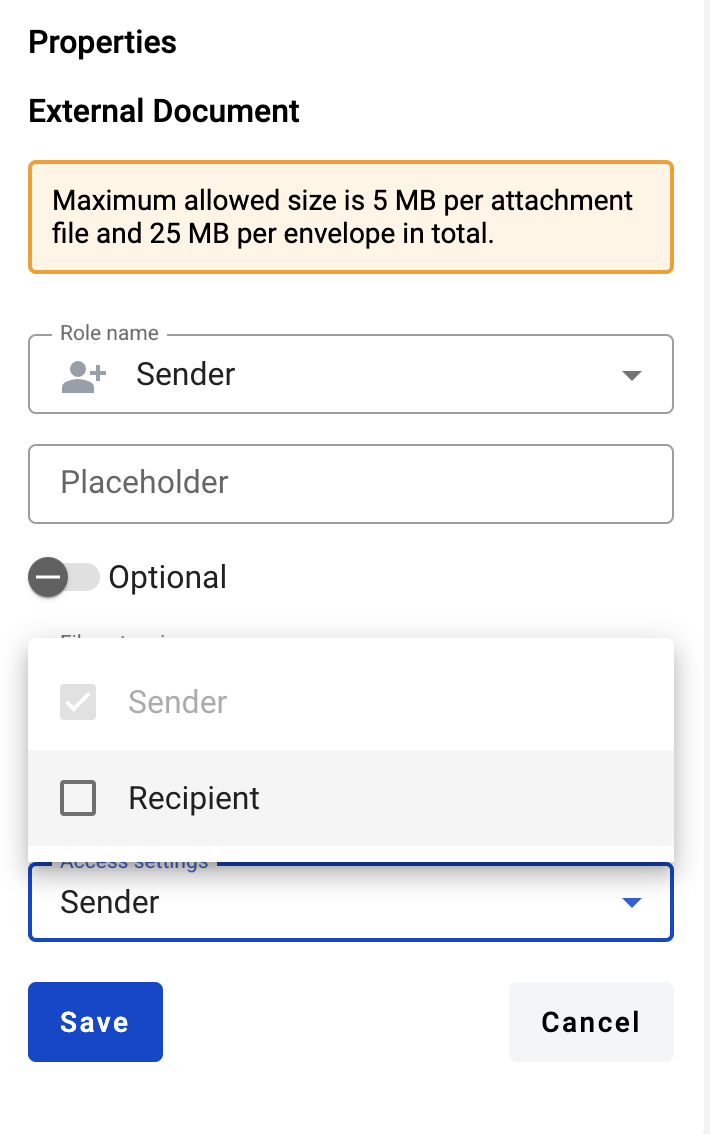 Properties
External Document
Maximum allowed size is 5 MB per attachment
file and 25 MB per envelope in total.
Role name
Sender
Placeholder
Optional
Sender
Recipient
Access settings
Sender
Save
Cancel